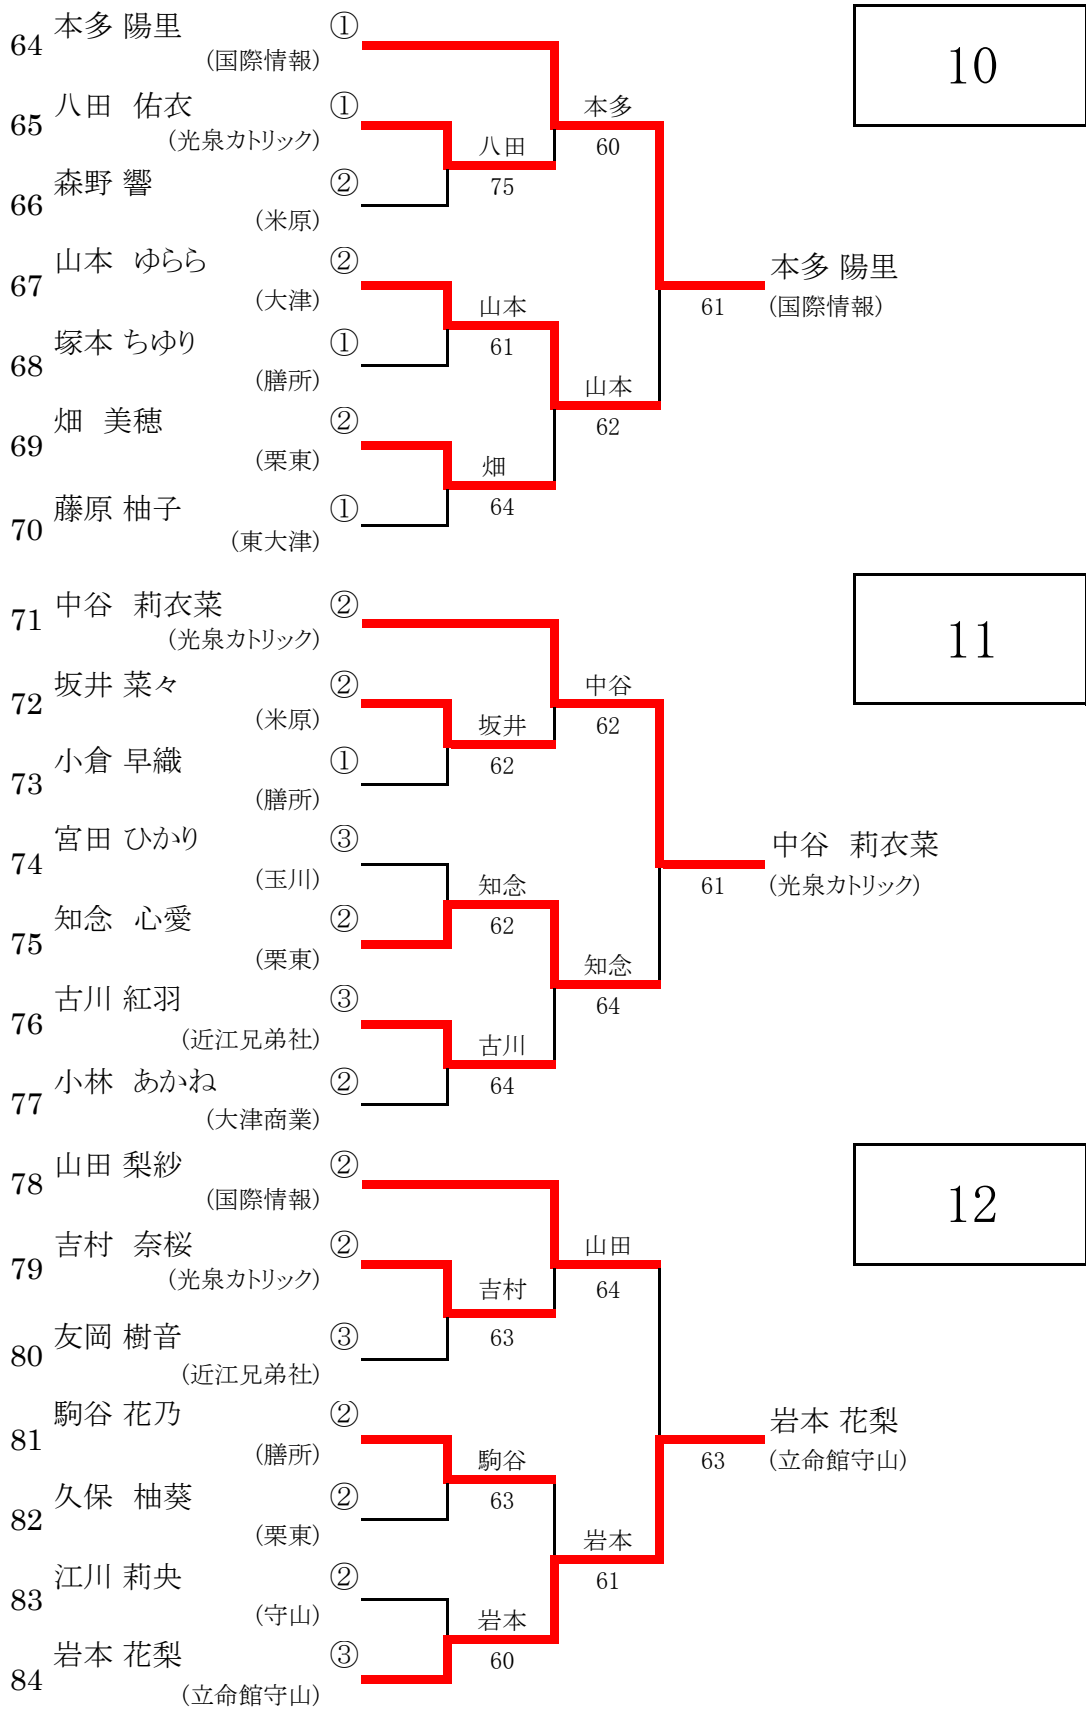 10
64 本多 陽里 ①
(国際情報)
65 八田 佑衣 ①
(光泉カトリック)
本多
60
八田
75
66 森野 響 ②
(米原)
67 山本 ゆらら ②
(大津)
山本
61
本多 陽里
(国際情報)
61
68 塚本 ちゆり ①
(膳所)
山本
62
69 畑 美穂 ②
(栗東)
畑
64
70 藤原 柚子 ①
(東大津)
11
71 中谷 莉衣菜 ②
(光泉カトリック)
72 坂井 菜々 ②
(米原)
中谷
62
坂井
62
73 小倉 早織 ①
(膳所)
74 宮田 ひかり ③
(玉川)
知念
62
中谷 莉衣菜
(光泉カトリック)
61
75 知念 心愛 ②
(栗東)
知念
64
76 古川 紅羽 ③
(近江兄弟社)
古川
64
77 小林 あかね ②
(大津商業)
12
78 山田 梨紗 ②
(国際情報)
79 吉村 奈桜 ②
(光泉カトリック)
山田
64
吉村
63
80 友岡 樹音 ③
(近江兄弟社)
81 駒谷 花乃 ②
(膳所)
駒谷
63
岩本 花梨
(立命館守山)
63
82 久保 柚葵 ②
(栗東)
岩本
61
83 江川 莉央 ②
(守山)
岩本
60
84 岩本 花梨 ③
(立命館守山)